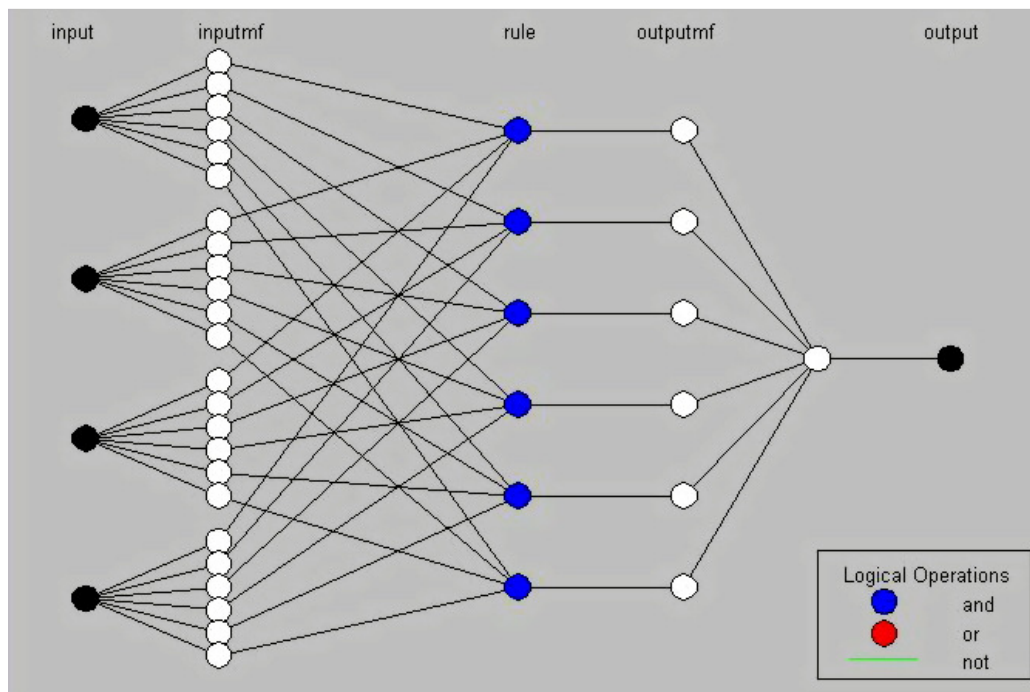 input inputmf rule outputmf output
Logical Operations
and
or
not